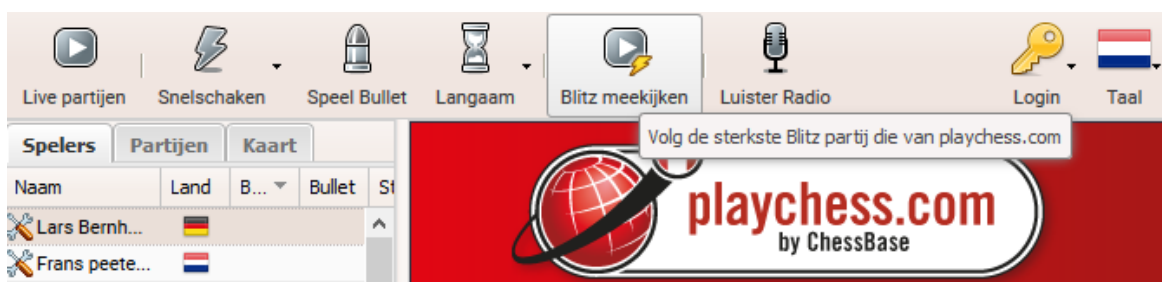 Live partijen Snelschaken Speel Bullet Langaam Blitz meekijken Luister Radio Login Taal
Volg de sterkste Blitz partij die van playchess.com
Spelers Partijen Kaart
Naam Land B... Bullet St
Lars Bernh...
Frans peete...
playchess.com
by ChessBase